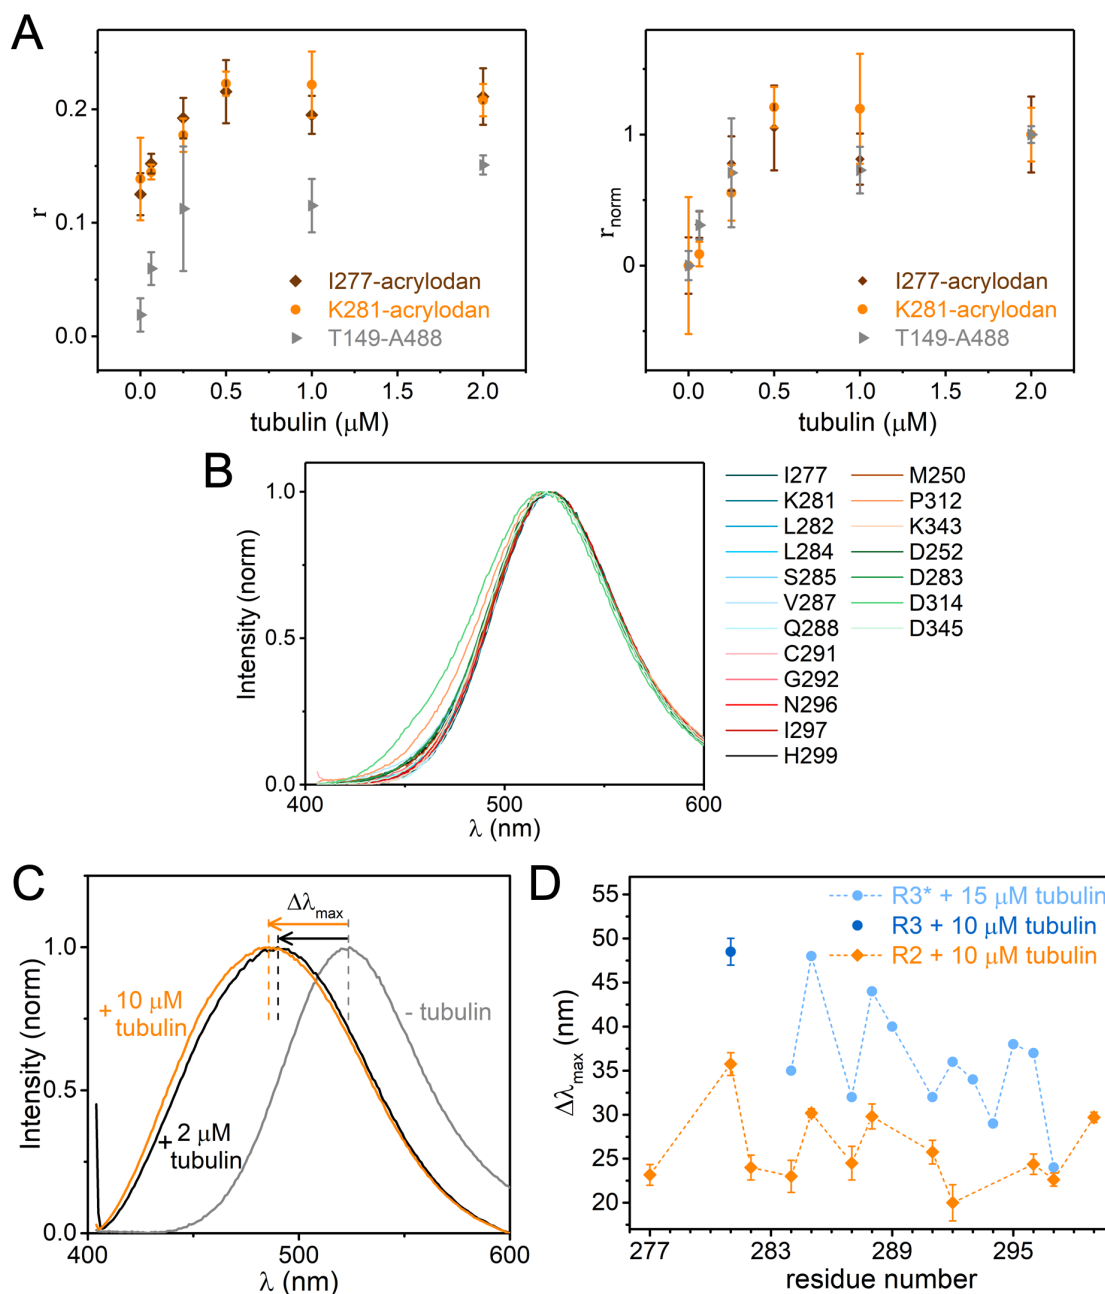 A
r
0.2
0.1
0.0
0.0 0.5 1.0 1.5 2.0
tubulin (μM)
I277-acrylodan
K281-acrylodan
T149-A488
r_norm
1
0
0.0 0.5 1.0 1.5 2.0
tubulin (μM)
I277-acrylodan
K281-acrylodan
T149-A488
B
Intensity (norm)
1.0
0.5
0.0
400 500 600
λ (nm)
I277
K281
L282
L284
S285
V287
Q288
C291
G292
N296
I297
H299
M250
P312
K343
D252
D283
D314
D345
C
Intensity (norm)
1.0
0.5
0.0
400 500 600
λ (nm)
Δλmax
+ 10 μM
tubulin
- tubulin
+ 2 μM
tubulin
D
Δλmax (nm)
55
50
45
40
35
30
25
20
277 283 289 295
residue number
R3* + 15 μM tubulin
R3 + 10 μM tubulin
R2 + 10 μM tubulin